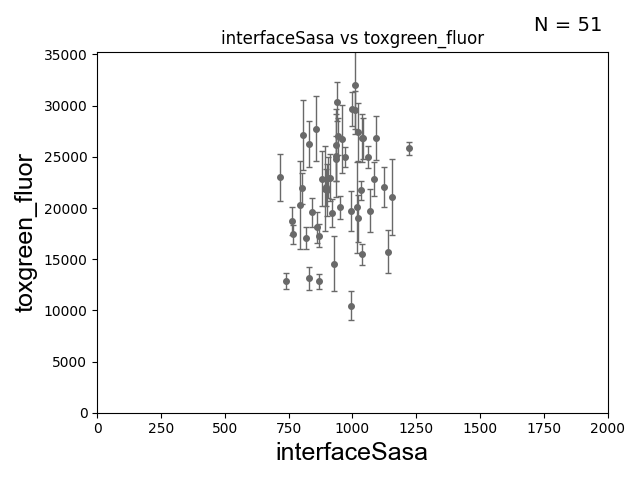 N = 51
interfaceSasa vs toxgreen_fluor
35000
30000
25000
20000
15000
10000
5000
0
toxgreen_fluor
0 250 500 750 1000 1250 1500 1750 2000
interfaceSasa